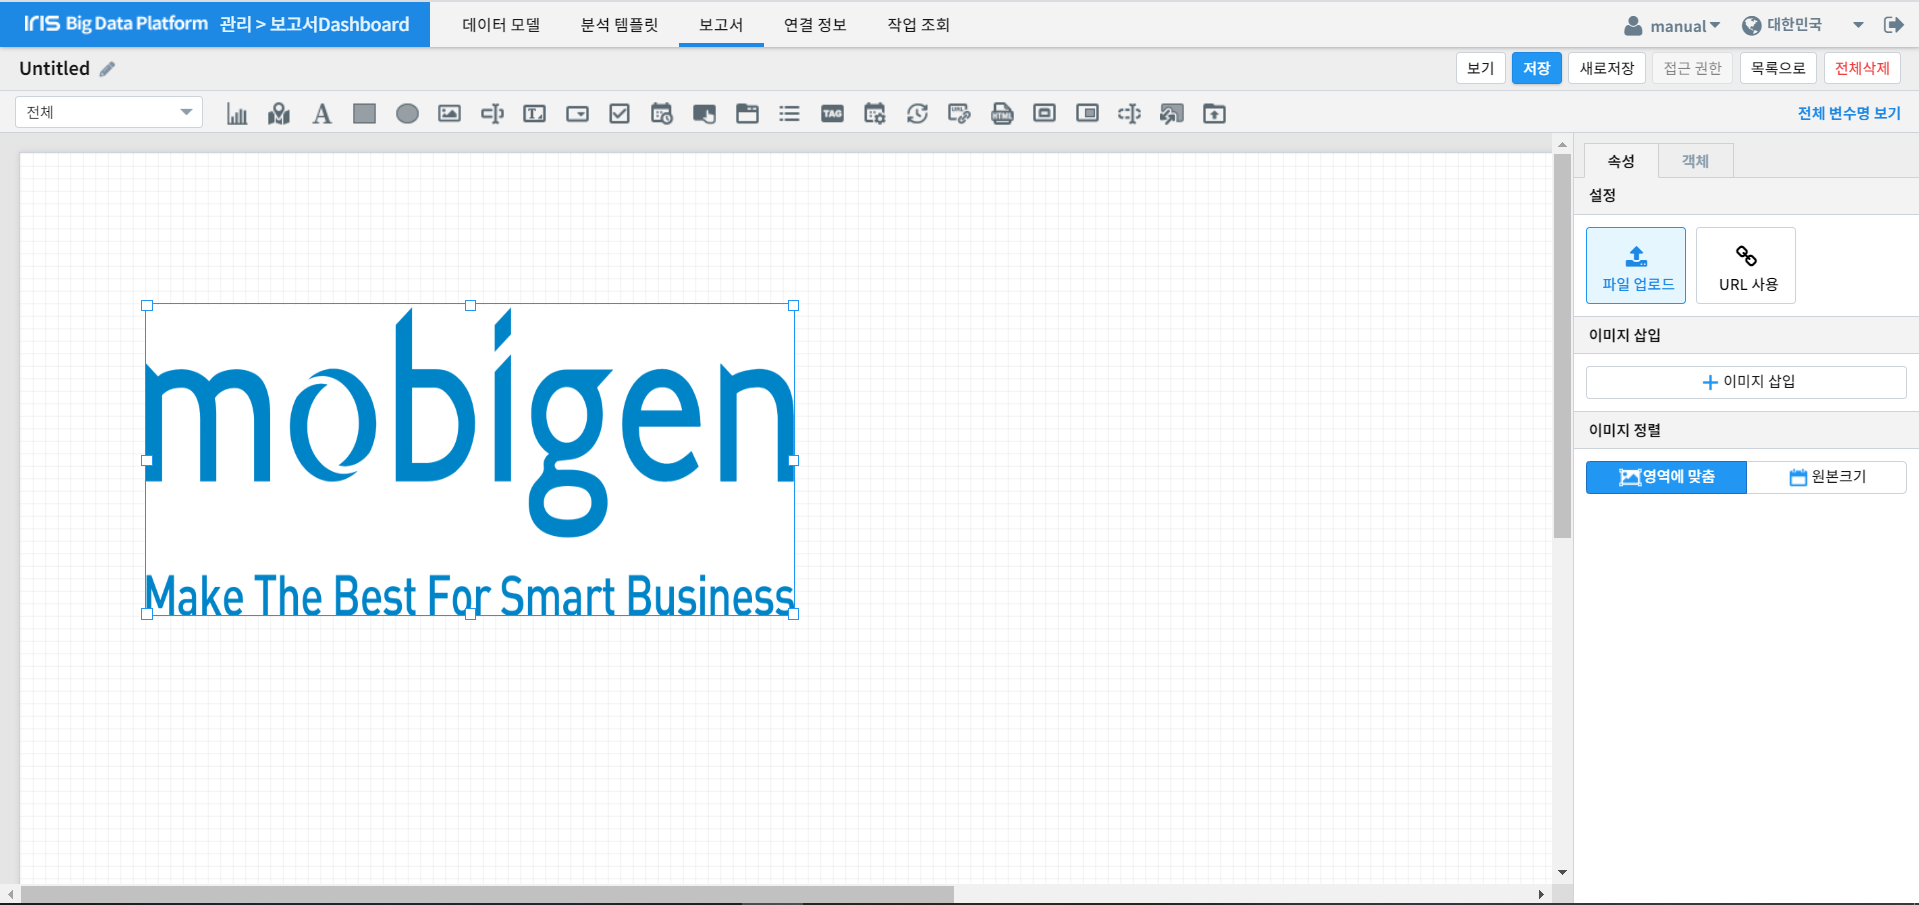 IRIS Big Data Platform 관리 > 보고서Dashboard 데이터 모델 분석 템플릿 보고서 연결 정보 작업 조회 manual 대한민국
Untitled 보기 저장 새로저장 접근 권한 목록으로 전체삭제
전체 T TAG URL HTML 전체 변수명 보기
속성 객체
설정
파일 업로드 URL 사용
이미지 삽입
이미지 삽입
이미지 정렬
영역에 맞춤 원본크기
mobigen
Make The Best For Smart Business